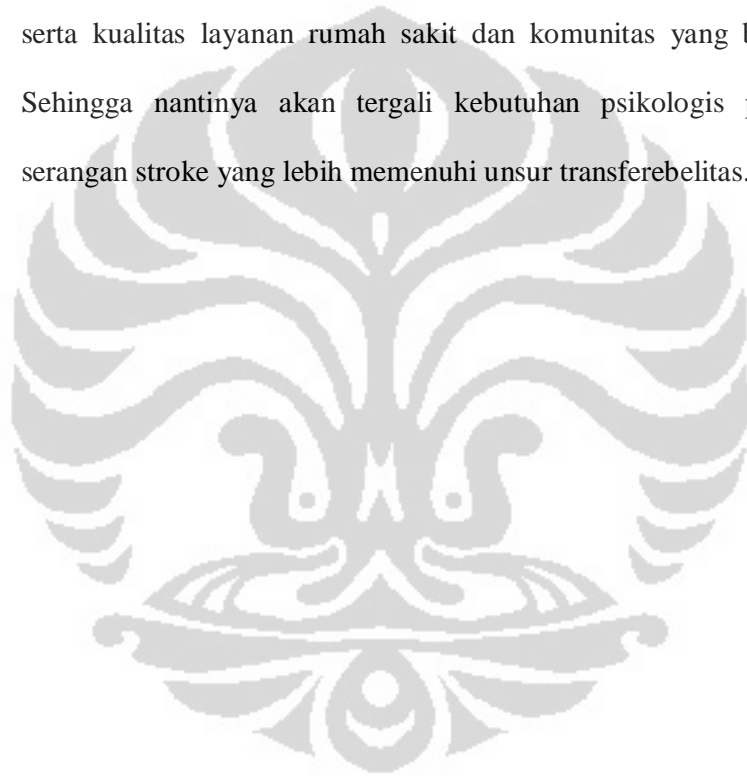 serta kualitas layanan rumah sakit dan komunitas yang
Sehingga nantinya akan tergali kebutuhan psikologis
serangan stroke yang lebih memenuhi unsur transferebelitas.